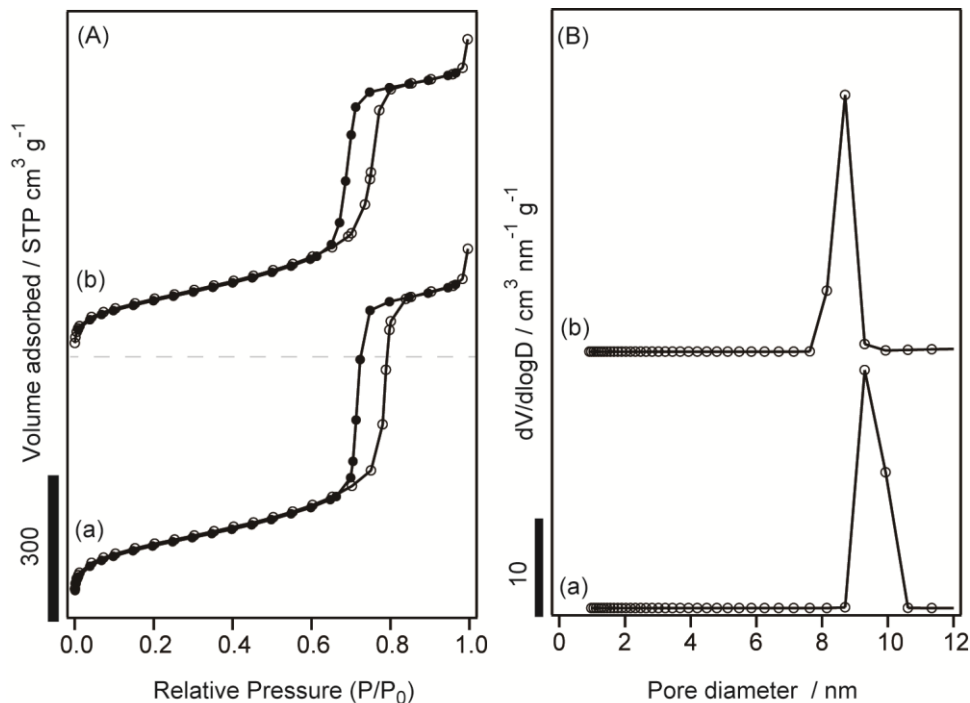 (A)
Volume adsorbed / STP cm³ g⁻¹
(b)
300
(a)
0.0 0.2 0.4 0.6 0.8 1.0
Relative Pressure (P/P₀)
(B)
dV/dlogD / cm³ nm⁻¹ g⁻¹
(b)
10
(a)
0 2 4 6 8 10 12
Pore diameter / nm